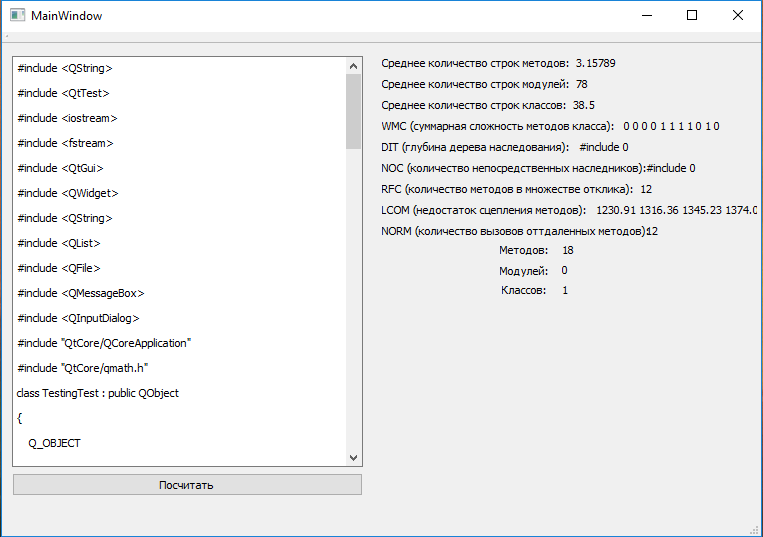 MainWindow
#include <QString>
#include <QtTest>
#include <iostream>
#include <fstream>
#include <QtGui>
#include <QWidget>
#include <QString>
#include <QList>
#include <QFile>
#include <QMessageBox>
#include <QInputDialog>
#include "QtCore/QCoreApplication"
#include "QtCore/qmath.h"
class TestingTest : public QObject
{
Q_OBJECT
Посчитать
Среднее количество строк методов: 3.15789
Среднее количество строк модулей: 78
Среднее количество строк классов: 38.5
WMC (суммарная сложность методов класса): 0 0 0 0 1 1 1 1 0 1 0
DIT (глубина дерева наследования): #include 0
NOC (количество непосредственных наследников):#include 0
RFC (количество методов в множестве отклика): 12
LCOM (недостаток сцепления методов): 1230.91 1316.36 1345.23 1374.0
NORM (количество вызовов оттдаленных методов):12
Методов: 18
Модулей: 0
Классов: 1